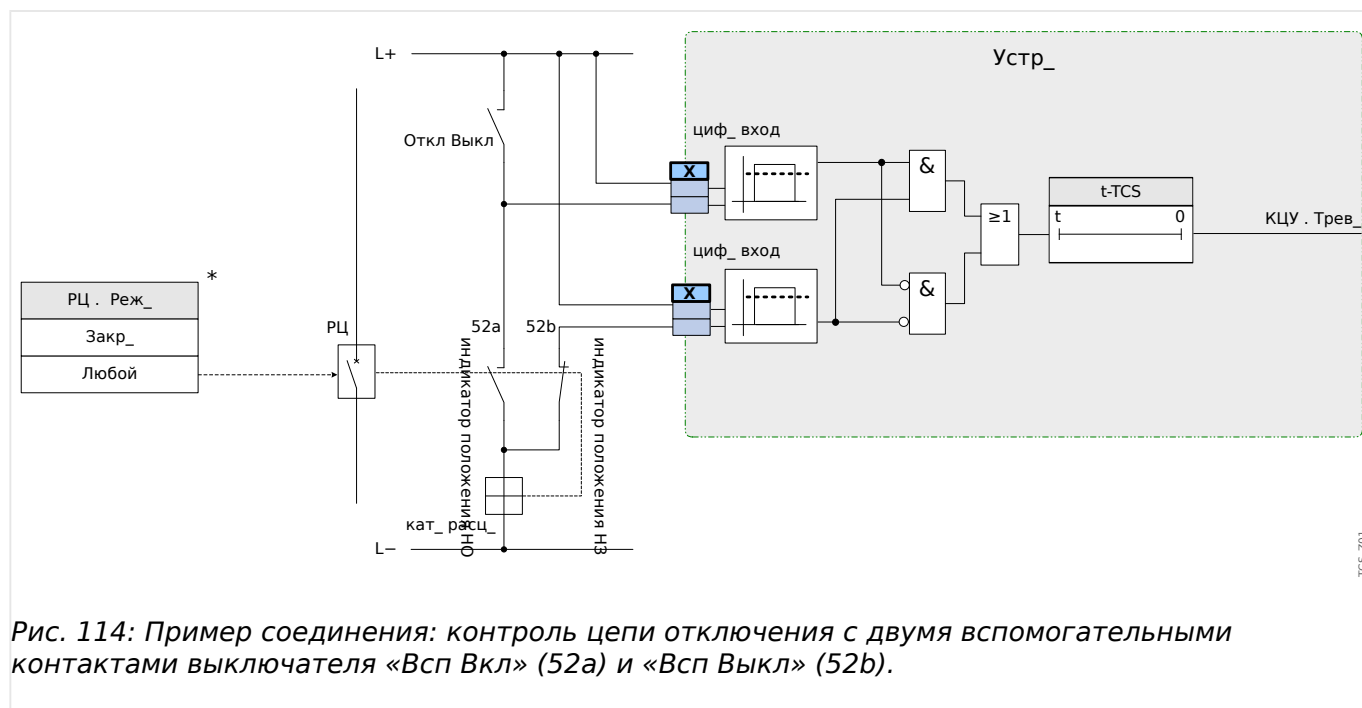 L+
Устр_
циф_ вход
Откл Выкл
X
&
t-TCS
t 0
≥1
КЦУ . Трев_
циф_ вход
X
&
*
РЦ . Реж_
Закр_
Любой
РЦ
52a
52b
индикатор положения НО
индикатор положения НЗ
кат_ расц_
L−
Рис. 114: Пример соединения: контроль цепи отключения с двумя вспомогательными
контактами выключателя «Всп Вкл» (52a) и «Всп Выкл» (52b).